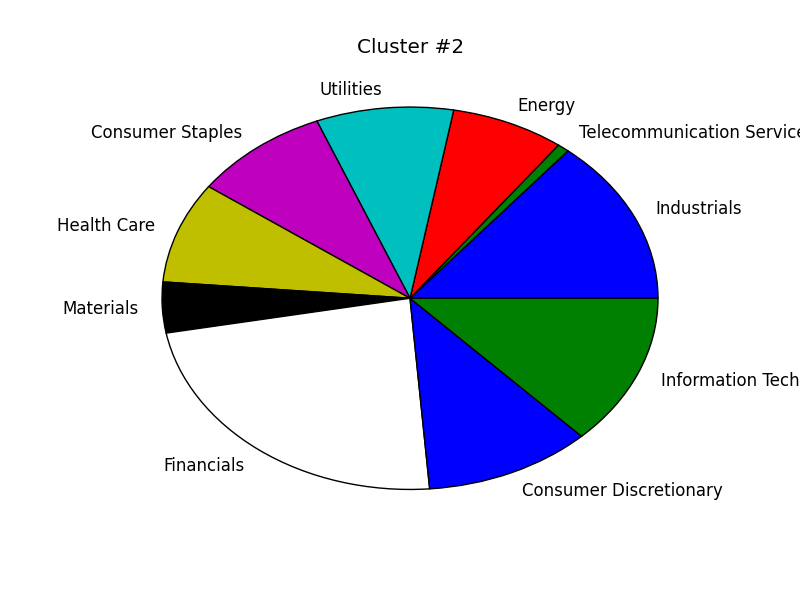 Cluster #2
Utilities
Energy
Consumer Staples
Telecommunication Service
Industrials
Health Care
Materials
Information Tech
Financials
Consumer Discretionary